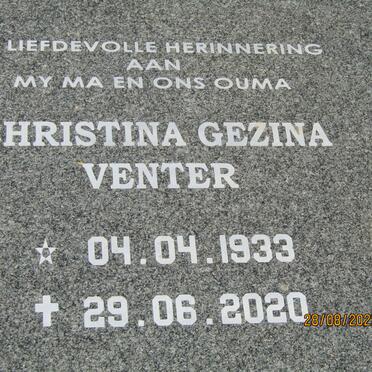 LIEFDEVOLLE HERINNERING
AAN
MY MA EN ONS OUMA
HRISTINA GEZINA
VENTER
04.04.1933
29.06.2020
28/08/202